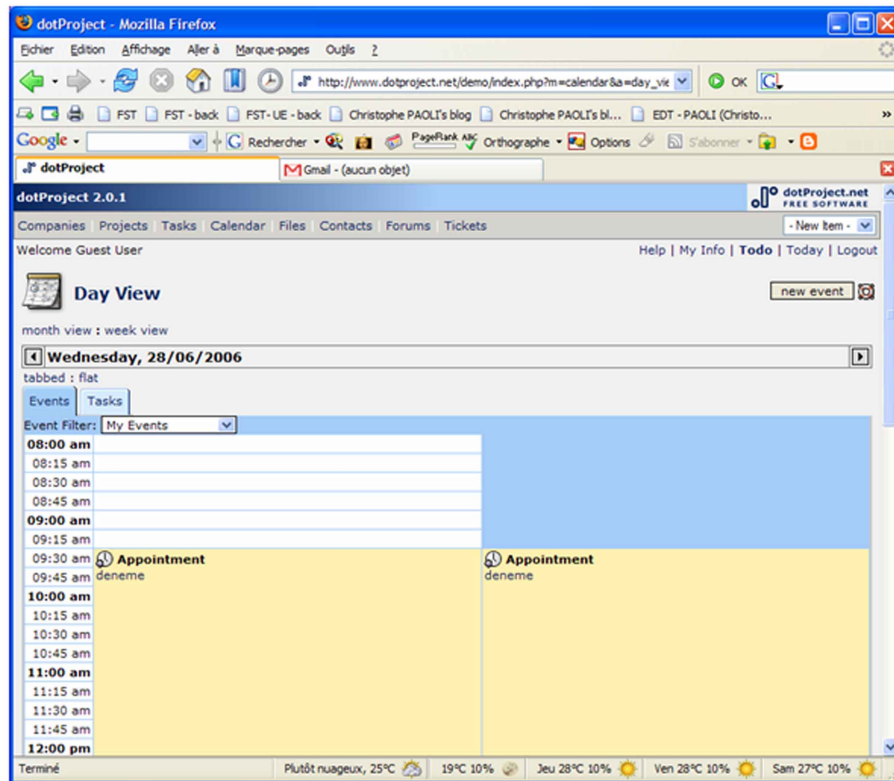 dotProject - Mozilla Firefox
Fichier Edition Affichage Aller à Marque-pages Outils ?
http://www.dotproject.net/demo/index.php?m=calendar&a=day_vie OK G
FST FST - back FST- UE - back Christophe PAOLI's blog Christophe PAOLI's bl... EDT - PAOLI (Christo... »
Google G Rechercher PageRank ABC Orthographe Options S'abonner
dotProject Gmail - (aucun objet)
dotProject 2.0.1 dotProject.net
FREE SOFTWARE
Companies Projects Tasks Calendar Files Contacts Forums Tickets - New Item -
Welcome Guest User Help | My Info | Todo | Today | Logout
Day View new event
month view : week view
Wednesday, 28/06/2006
tabbed : flat
Events Tasks
Event Filter: My Events
08:00 am
08:15 am
08:30 am
08:45 am
09:00 am
09:15 am
09:30 am Appointment Appointment
09:45 am deneme deneme
10:00 am
10:15 am
10:30 am
10:45 am
11:00 am
11:15 am
11:30 am
11:45 am
12:00 pm
Terminé Plutôt nuageux, 25°C 19°C 10% Jeu 28°C 10% Ven 28°C 10% Sam 27°C 10%